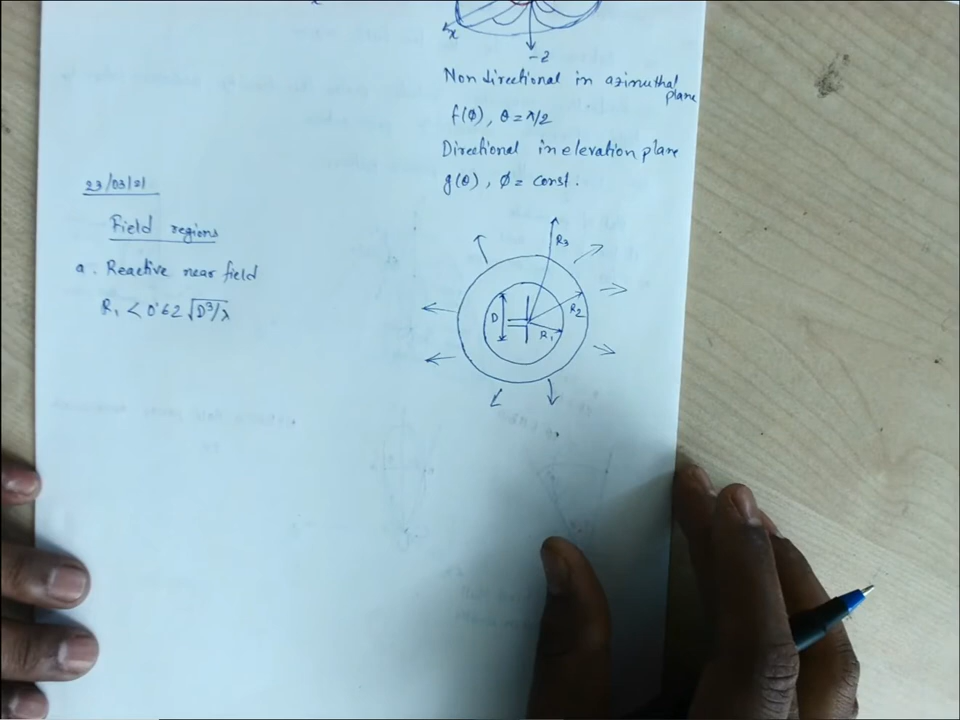 x
-z
Non directional in azimuthal
plane
f(ϕ), θ = λ/2
Directional in elevation plane
g(θ), ϕ = const.
23/03/21
Field regions
a. Reactive near field
R₁ < 0.62 √D³/λ
R₃
R₂
D
R₁